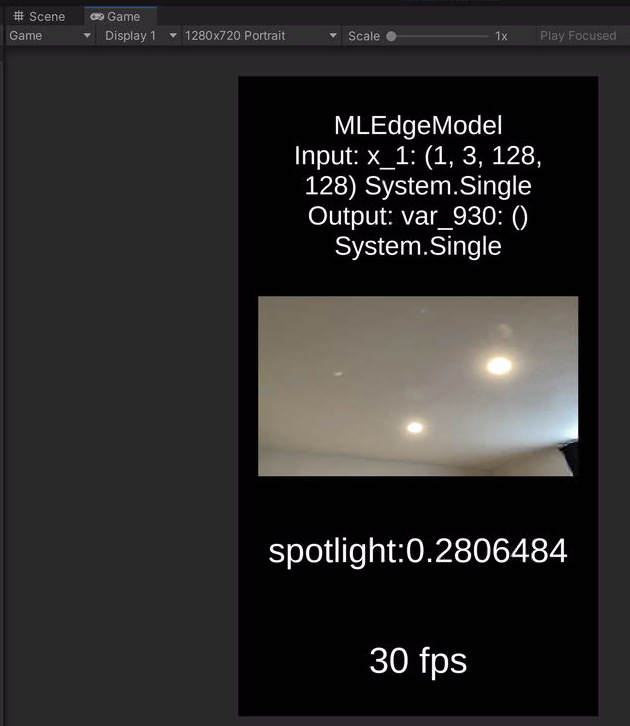 Scene Game
Game Display 1 1280x720 Portrait Scale 1x Play Focused
MLEdgeModel
Input: x_1: (1, 3, 128,
128) System.Single
Output: var_930: ()
System.Single
spotlight:0.2806484
30 fps